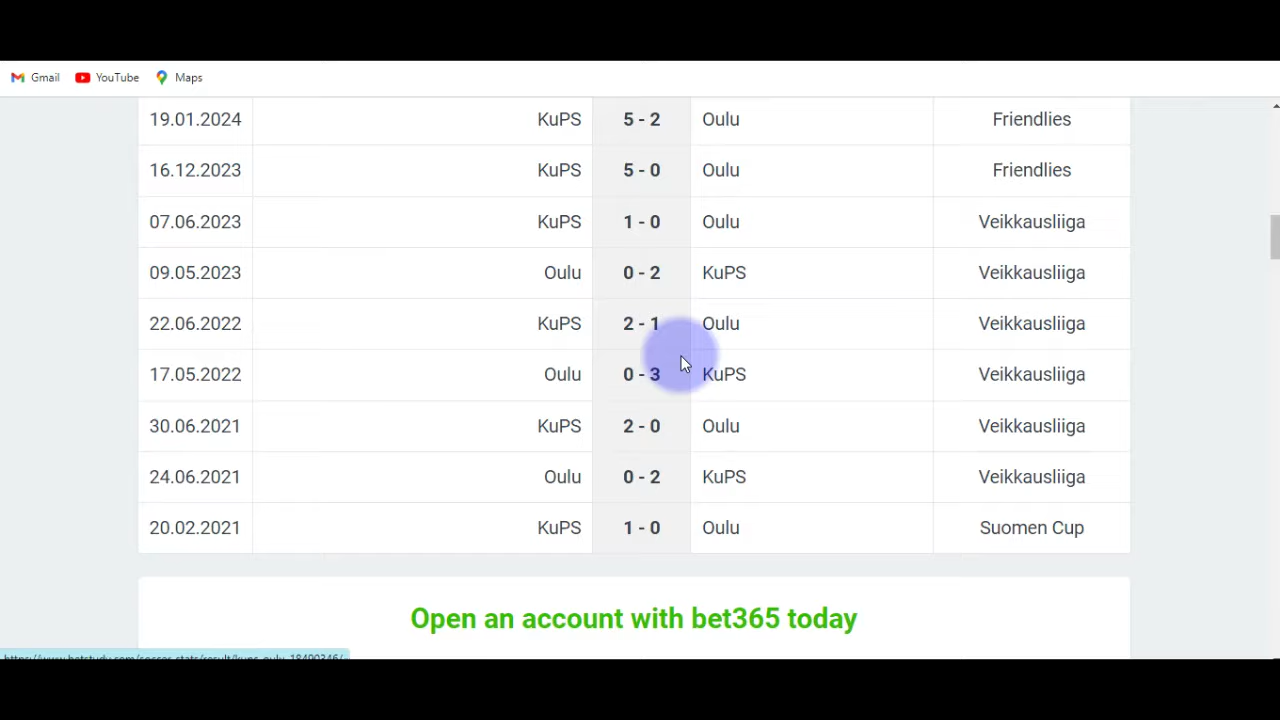 Gmail YouTube Maps
19.01.2024 KuPS 5 - 2 Oulu Friendlies
16.12.2023 KuPS 5 - 0 Oulu Friendlies
07.06.2023 KuPS 1 - 0 Oulu Veikkausliiga
09.05.2023 Oulu 0 - 2 KuPS Veikkausliiga
22.06.2022 KuPS 2 - 1 Oulu Veikkausliiga
17.05.2022 Oulu 0 - 3 KuPS Veikkausliiga
30.06.2021 KuPS 2 - 0 Oulu Veikkausliiga
24.06.2021 Oulu 0 - 2 KuPS Veikkausliiga
20.02.2021 KuPS 1 - 0 Oulu Suomen Cup
Open an account with bet365 today